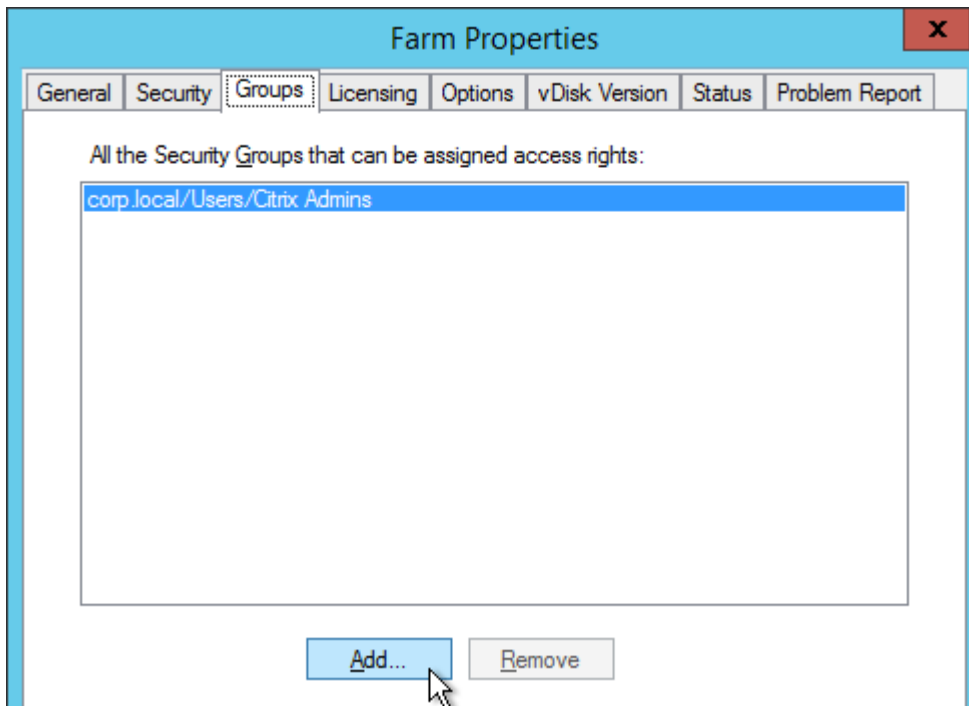 Farm Properties
x
General Security Groups Licensing Options vDisk Version Status Problem Report
All the Security Groups that can be assigned access rights:
corp.local/Users/Citrix Admins
Add... Remove